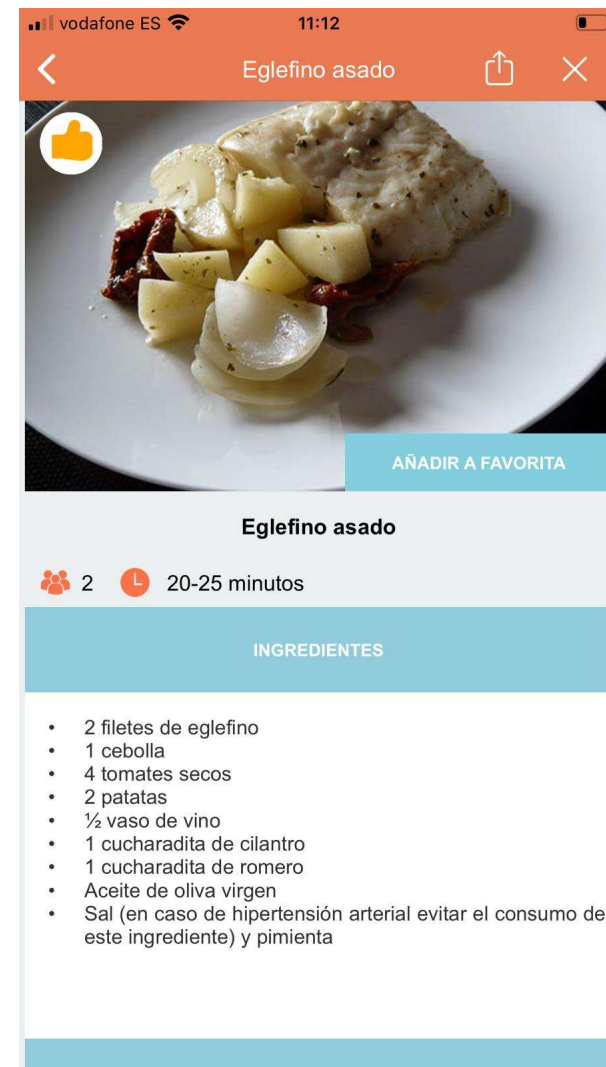 vodafone ES
11:12
Eglefino asado
AÑADIR A FAVORITA
Eglefino asado
2
20-25 minutos
INGREDIENTES
• 2 filetes de eglefino
• 1 cebolla
• 4 tomates secos
• 2 patatas
• ½ vaso de vino
• 1 cucharadita de cilantro
• 1 cucharadita de romero
• Aceite de oliva virgen
• Sal (en caso de hipertensión arterial evitar el consumo de
este ingrediente) y pimienta